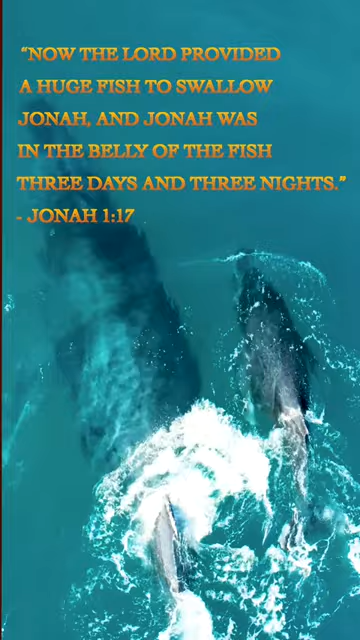 “NOW THE LORD PROVIDED
A HUGE FISH TO SWALLOW
JONAH, AND JONAH WAS
IN THE BELLY OF THE FISH
THREE DAYS AND THREE NIGHTS.”
- JONAH 1:17